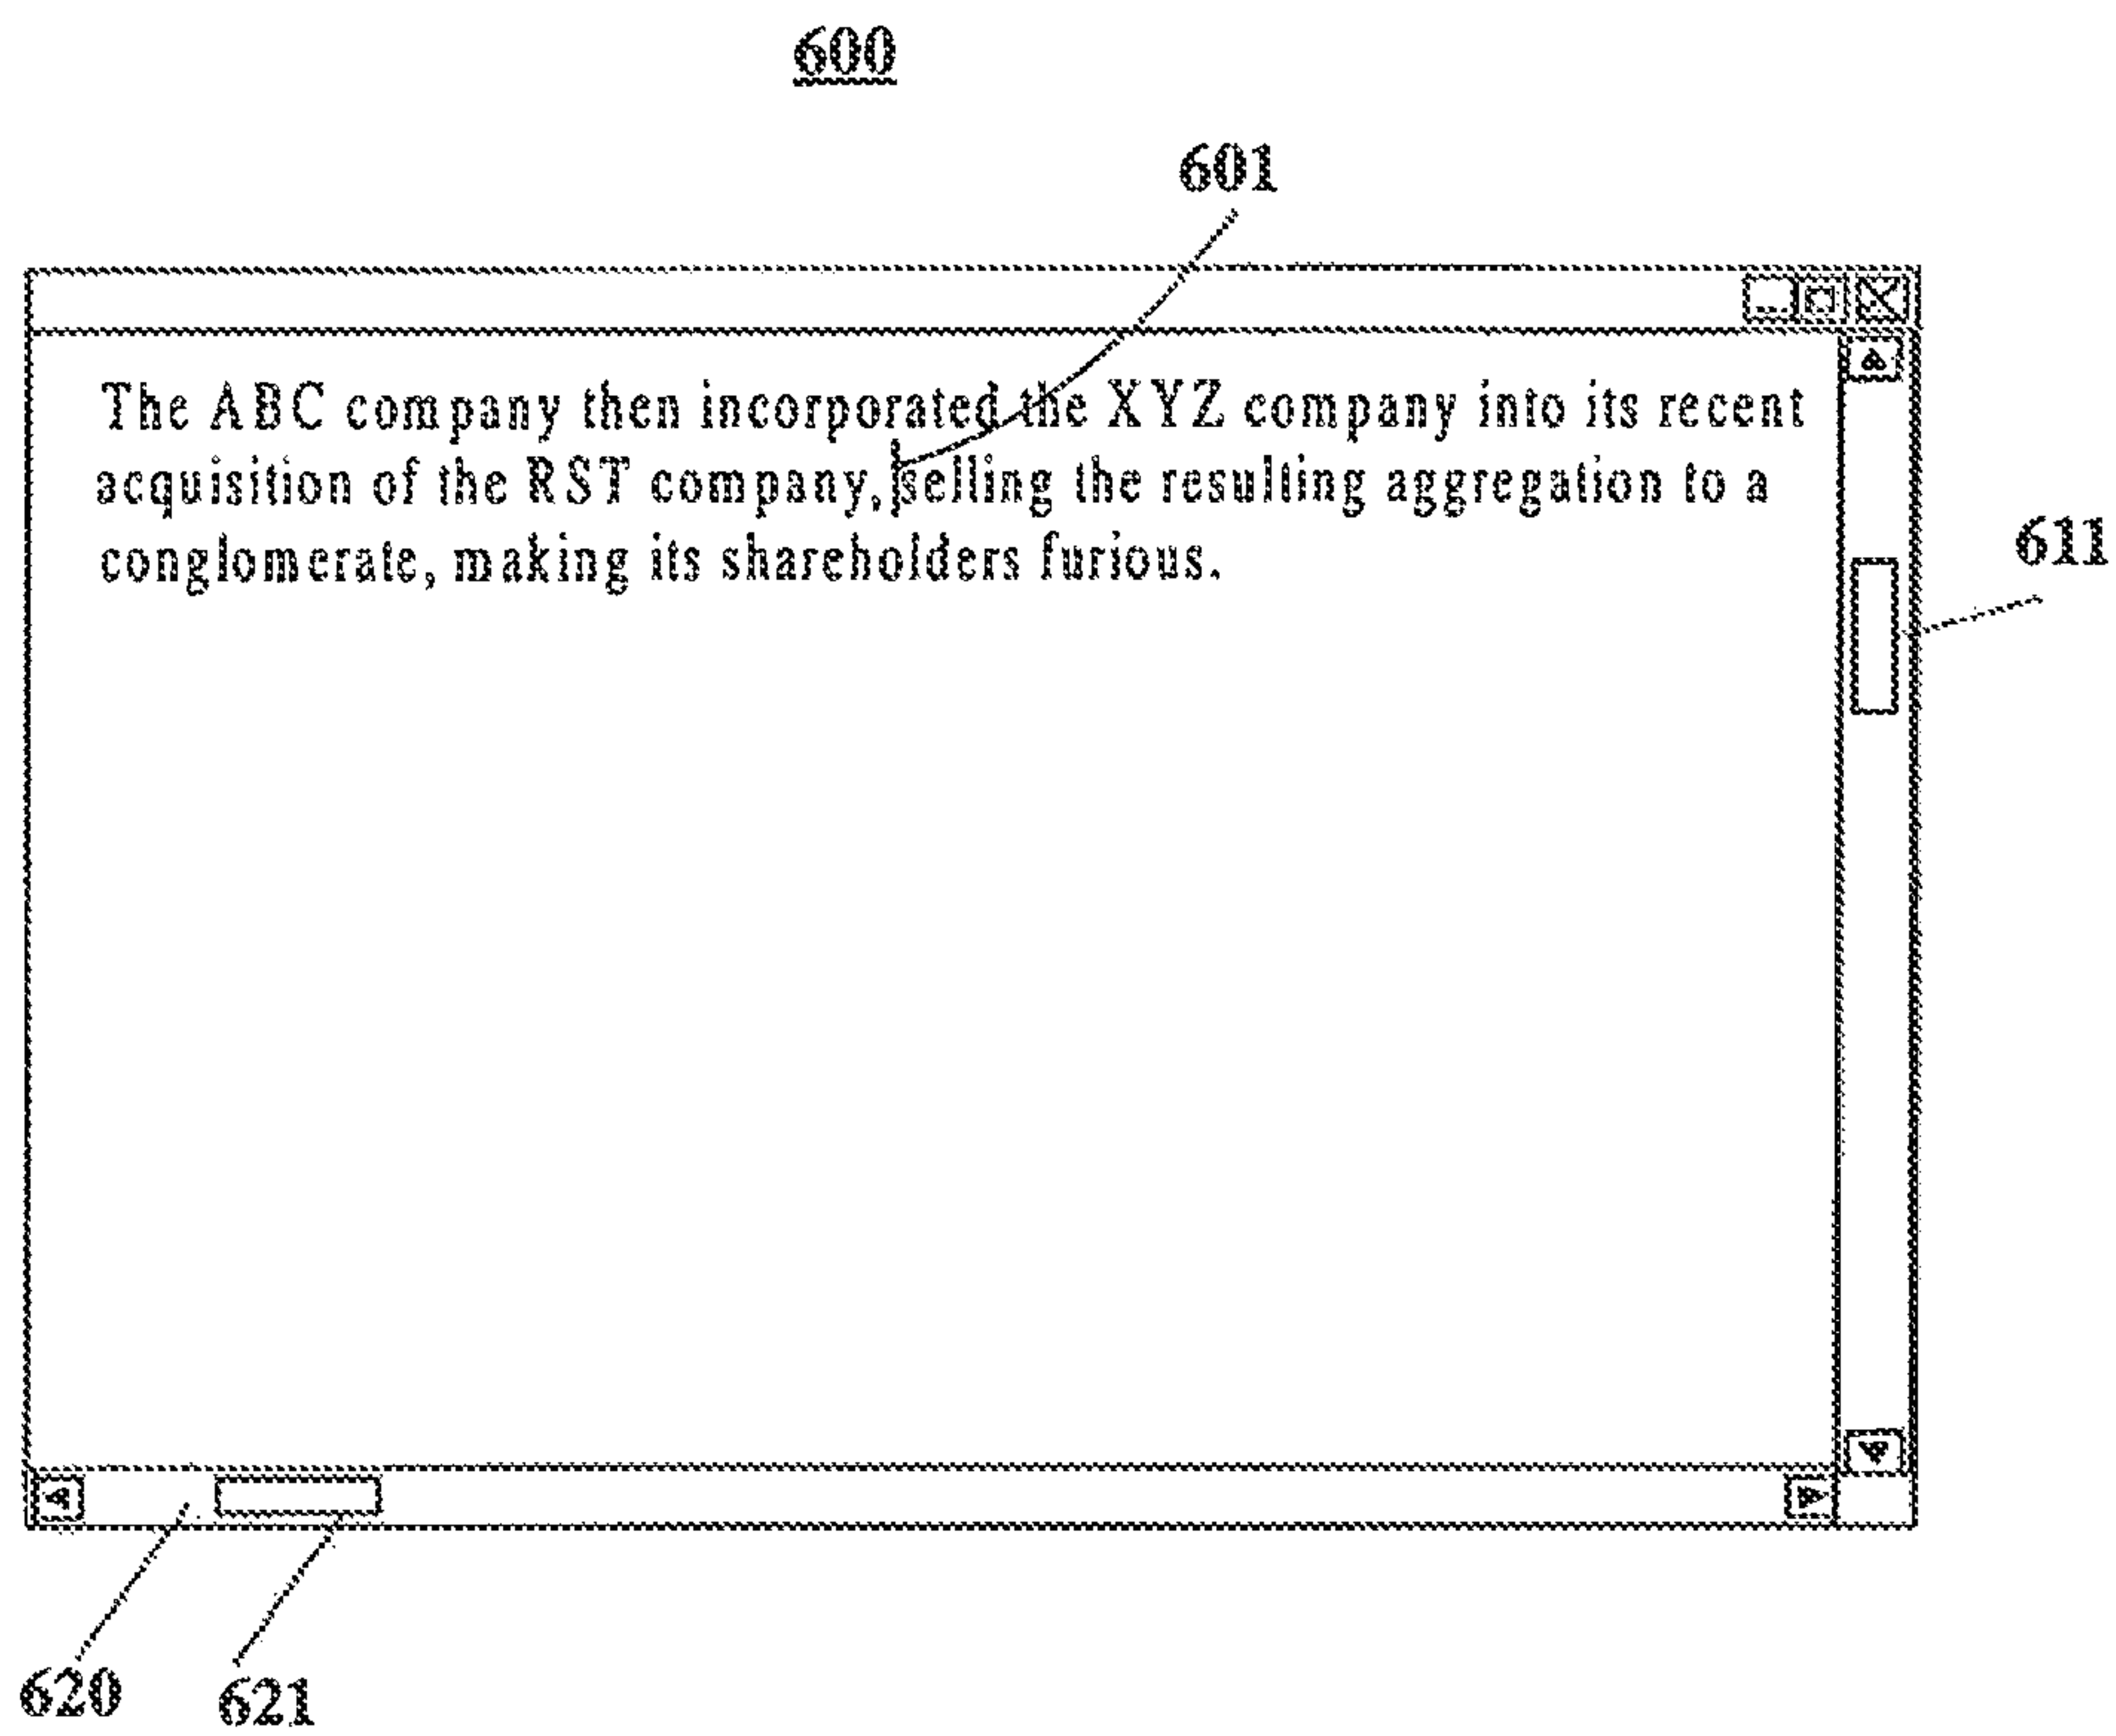 600
601
The ABC company then incorporated the XYZ company into its recent
acquisition of the RST company, selling the resulting aggregation to a
conglomerate, making its shareholders furious.
611
620
621